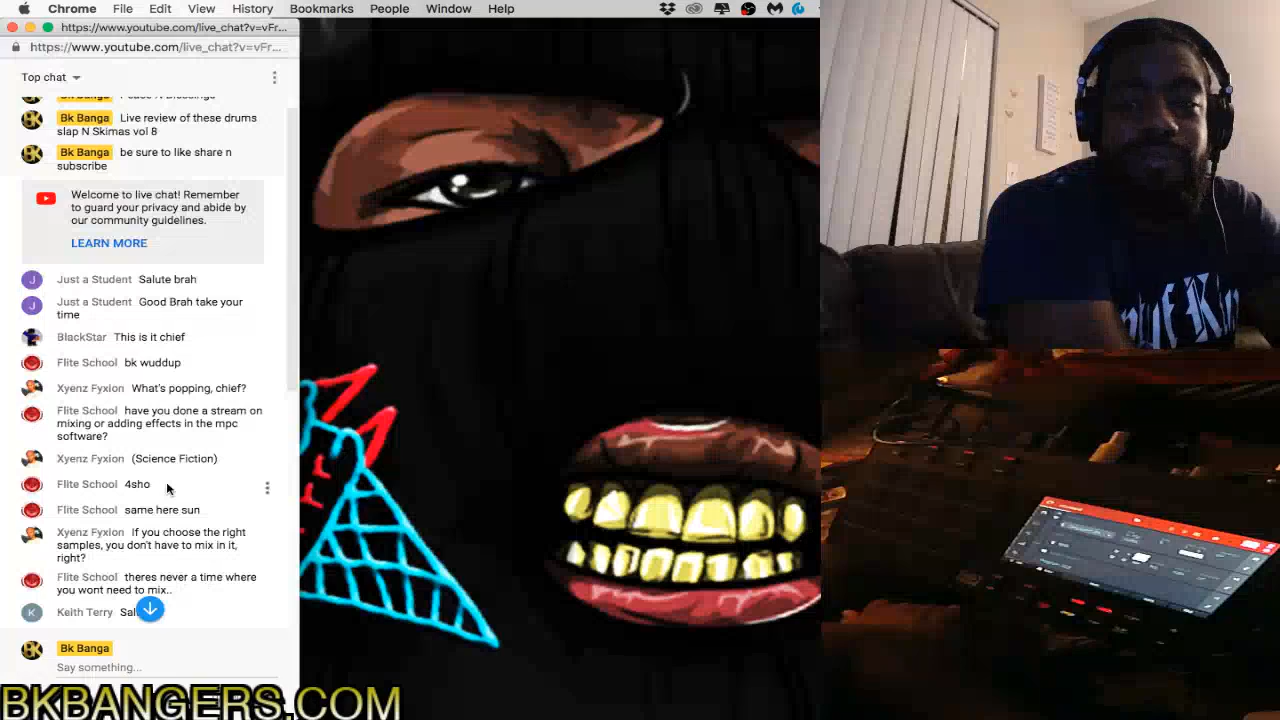 Chrome File Edit View History Bookmarks People Window Help
https://www.youtube.com/live_chat?v=vFr...
https://www.youtube.com/live_chat?v=vFr...
Top chat
Bk Banga Peace N Blessings
Bk Banga Live review of these drums
slap N Skimas vol 8
Bk Banga be sure to like share n
subscribe
Welcome to live chat! Remember
to guard your privacy and abide by
our community guidelines.
LEARN MORE
J Just a Student Salute brah
J Just a Student Good Brah take your
time
BlackStar This is it chief
Flite School bk wuddup
Xyenz Fyxion What's popping, chief?
Flite School have you done a stream on
mixing or adding effects in the mpc
software?
Xyenz Fyxion (Science Fiction)
Flite School 4sho
Flite School same here sun
Xyenz Fyxion If you choose the right
samples, you don't have to mix in it,
right?
Flite School theres never a time where
you wont need to mix..
K Keith Terry Sal
Bk Banga
Say something...
BKBANGERS.COM